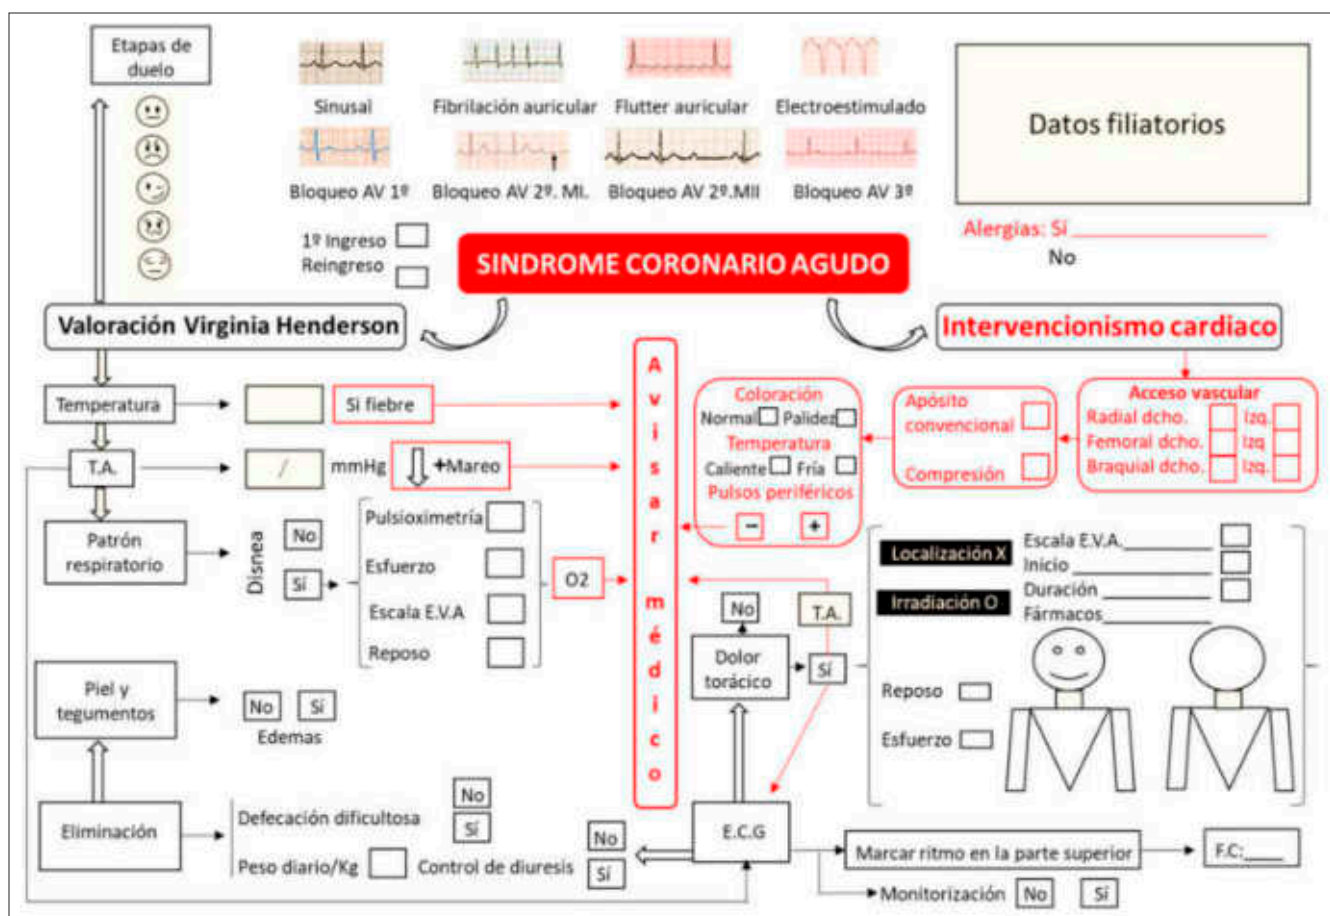 Etapas de
duelo
Sinusal
Fibrilación auricular
Flutter auricular
Electroestimulado
Bloqueo AV 1º
Bloqueo AV 2º. MI.
Bloqueo AV 2º.MII
Bloqueo AV 3º
Datos filiatorios
Alergias: Sí
No
1º Ingreso
Reingreso
SINDROME CORONARIO AGUDO
Valoración Virginia Henderson
Intervencionismo cardiaco
Temperatura
Si fiebre
T.A.
/
mmHg
+Mareo
Patrón
respiratorio
Disnea
No
Sí
Pulsioximetría
Esfuerzo
Escala E.V.A
Reposo
O2
Avisar médico
Coloración
Normal Palidez
Temperatura
Caliente Fría
Pulsos periféricos
− +
Apósito
convencional
Compresión
Acceso vascular
Radial dcho. Izq.
Femoral dcho. Izq
Braquial dcho. Izq.
Piel y
tegumentos
No Sí
Edemas
Eliminación
Defecación dificultosa
No
Sí
Peso diario/Kg
Control de diuresis
No
Sí
No
T.A.
Dolor
torácico
Sí
Localización X
Irradiación O
Escala E.V.A.
Inicio
Duración
Fármacos
Reposo
Esfuerzo
E.C.G
Marcar ritmo en la parte superior
F.C:
Monitorización No Sí